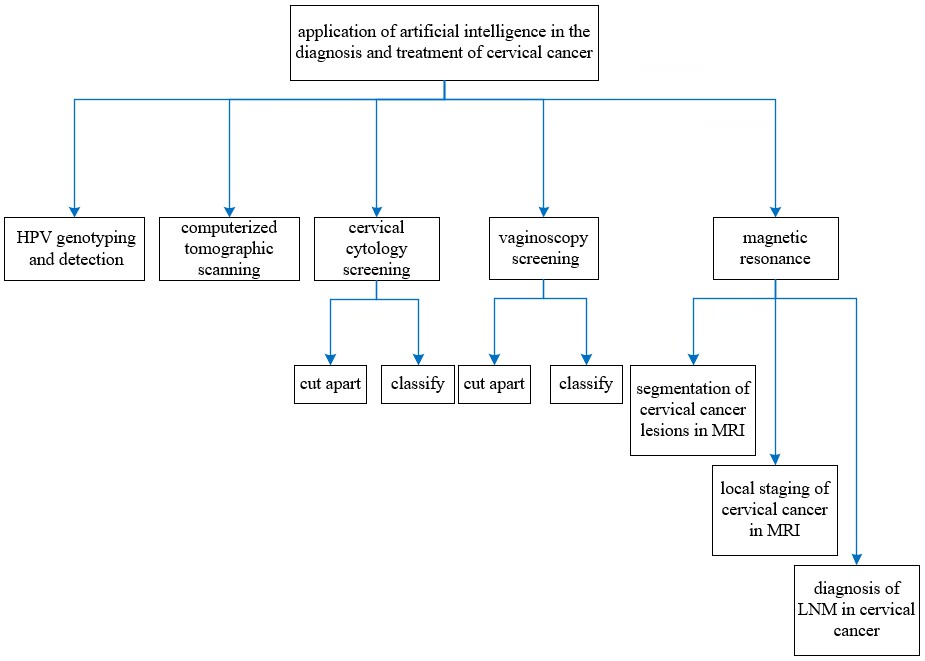 application of artificial intelligence in the
diagnosis and treatment of cervical cancer
HPV genotyping
and detection
computerized
tomographic
scanning
cervical
cytology
screening
vaginoscopy
screening
magnetic
resonance
cut apart
classify
cut apart
classify
segmentation of
cervical cancer
lesions in MRI
local staging of
cervical cancer
in MRI
diagnosis of
LNM in cervical
cancer